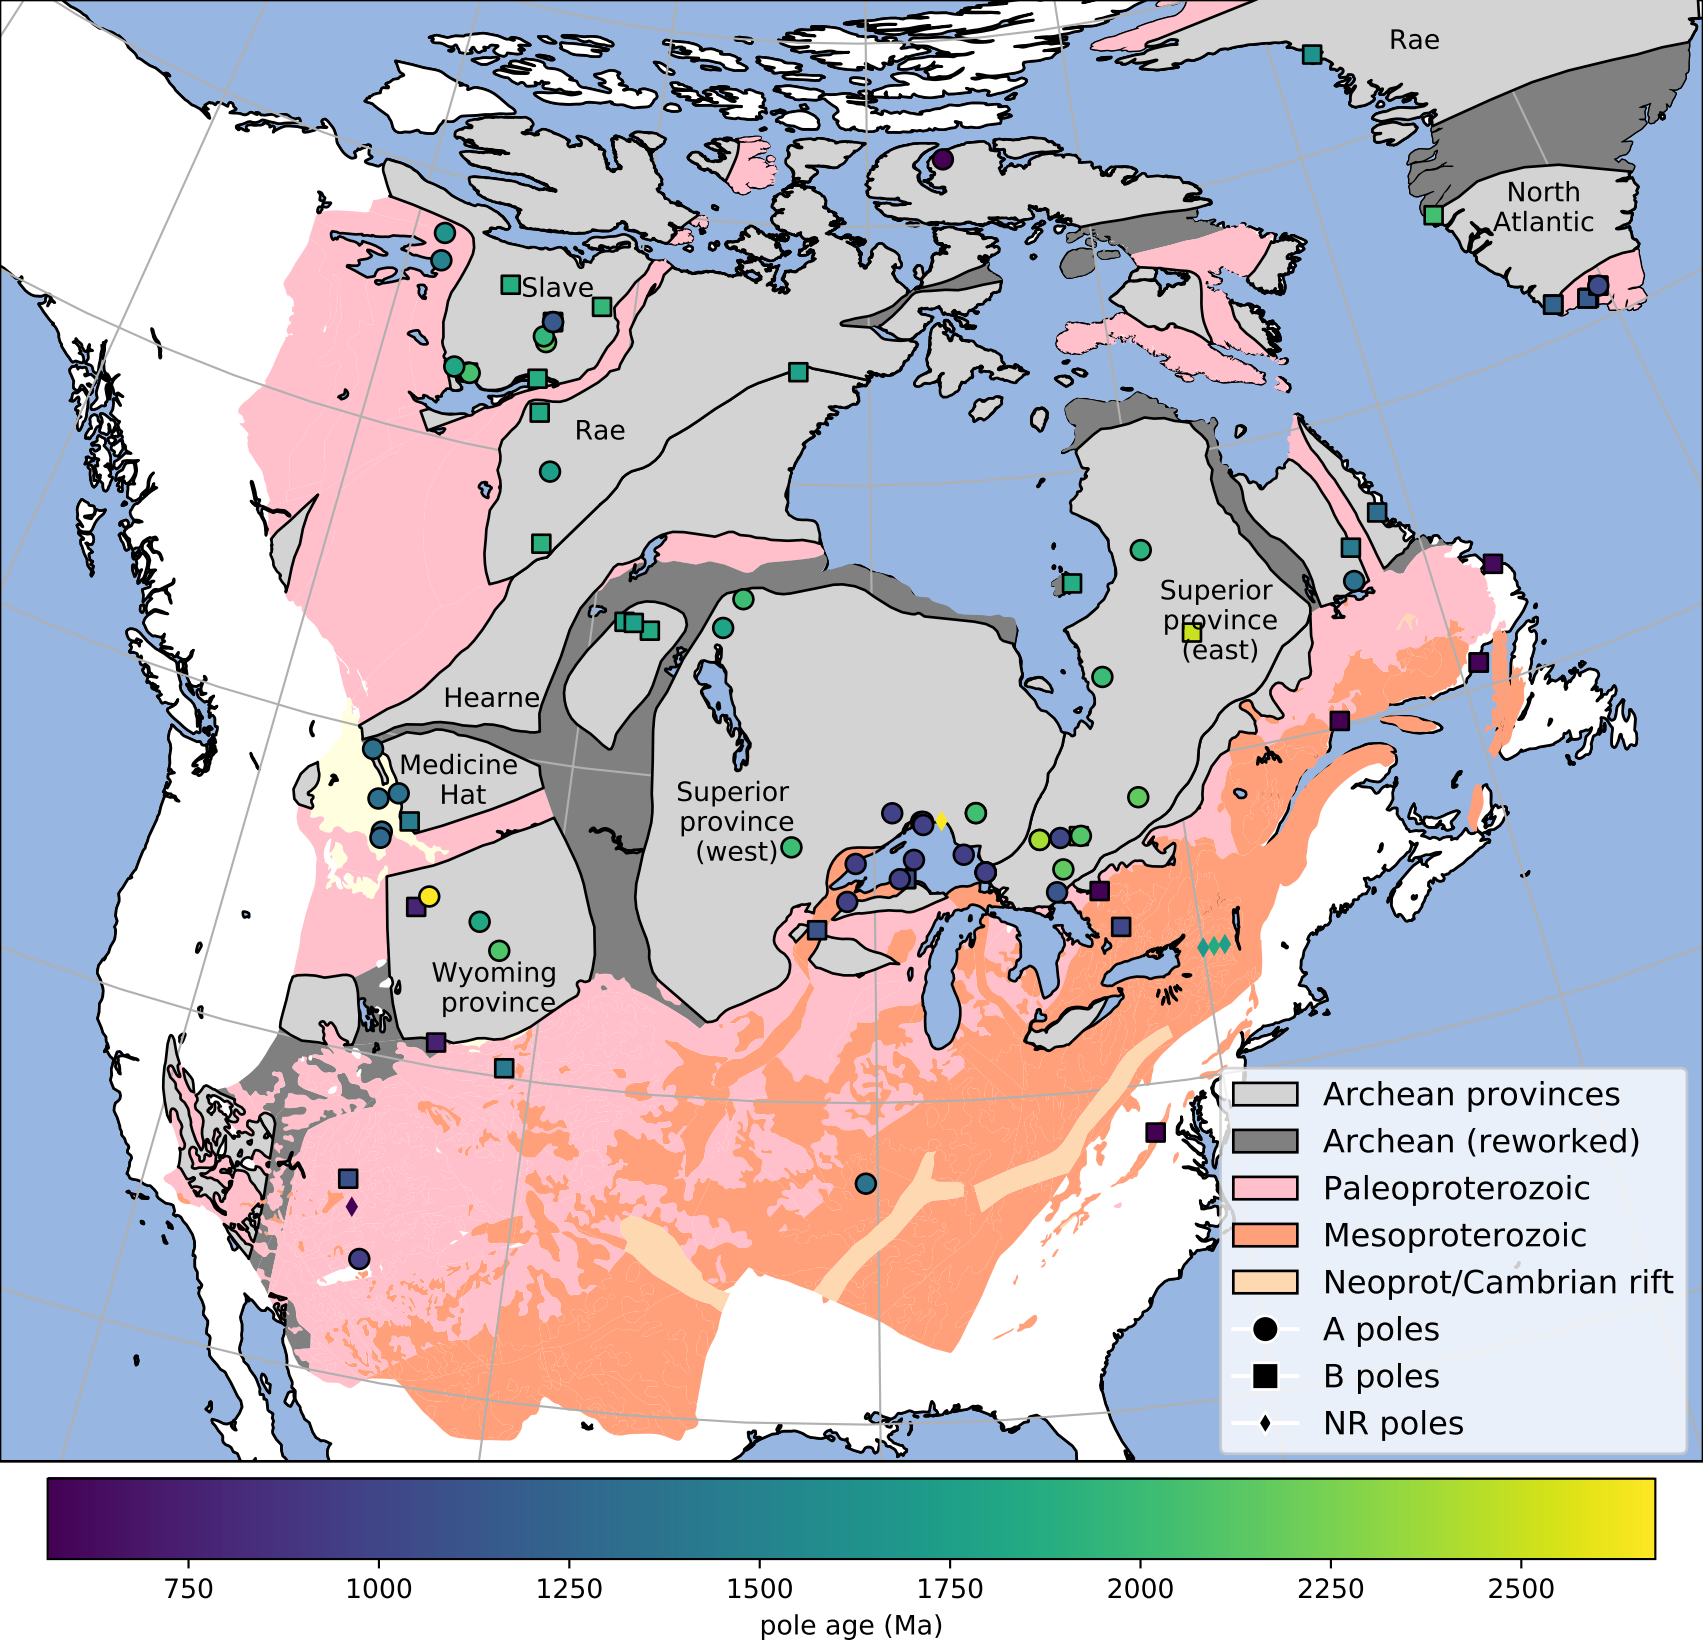 Rae
North
Atlantic
Slave
Rae
Superior
province
(east)
Hearne
Medicine
Hat
Superior
province
(west)
Wyoming
province
Archean provinces
Archean (reworked)
Paleoproterozoic
Mesoproterozoic
Neoprot/Cambrian rift
A poles
B poles
NR poles
750 1000 1250 1500 1750 2000 2250 2500
pole age (Ma)